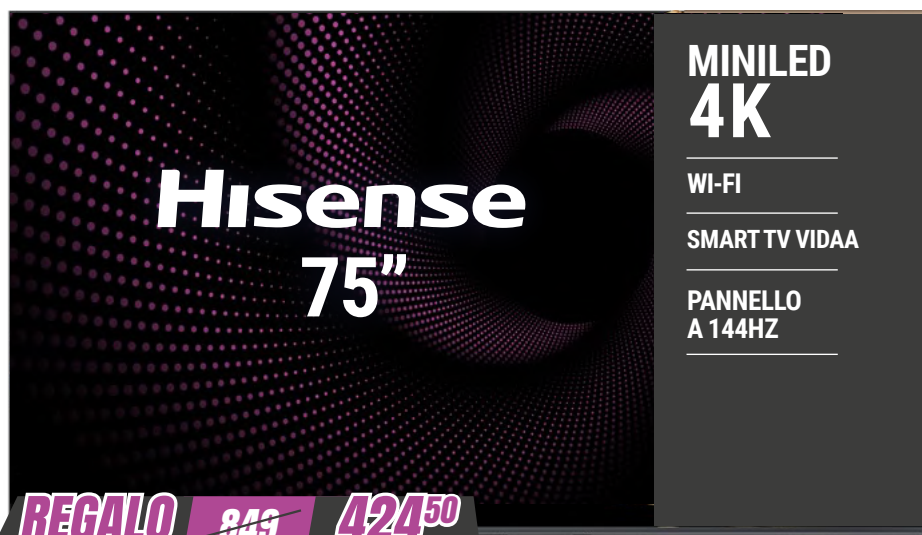 Hisense
75”
MINILED
4K
WI-FI
SMART TV VIDAA
PANNELLO
A 144HZ
REGALO 849 42450